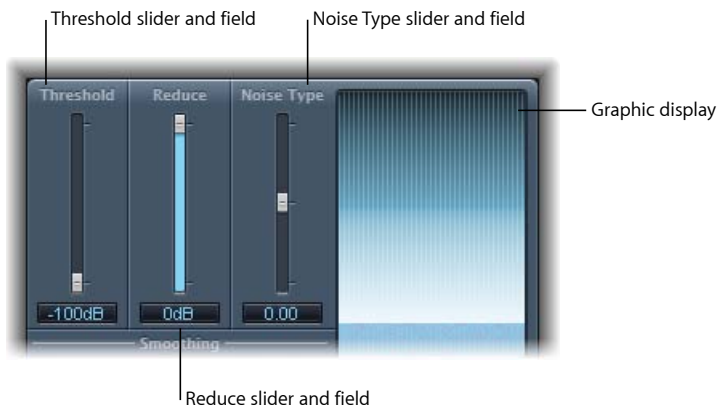 Threshold slider and field
Noise Type slider and field
Threshold
Reduce
Noise Type
Graphic display
-100dB
0dB
0.00
Smoothing
Reduce slider and field